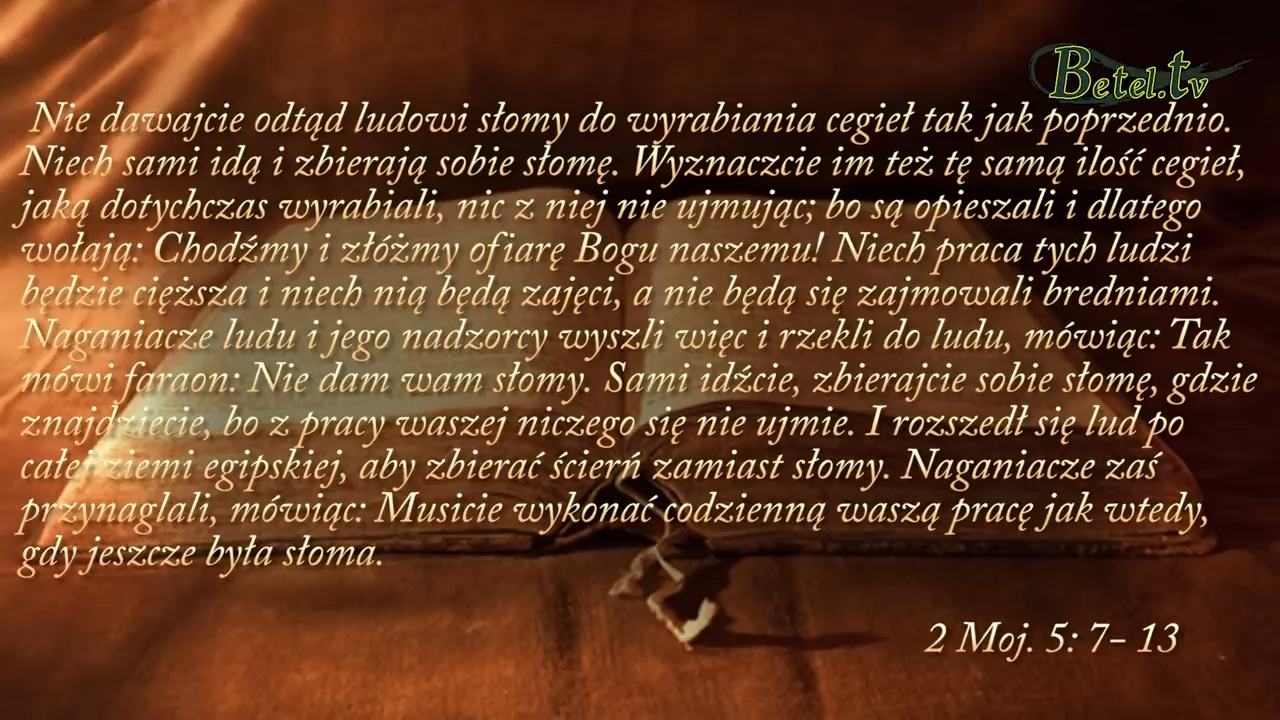 Betel.tv
Nie dawajcie odtąd ludowi słomy do wyrabiania cegieł tak jak poprzednio.
Niech sami idą i zbierają sobie słomę. Wyznaczcie im też tę samą ilość cegieł,
jaką dotychczas wyrabiali, nic z niej nie ujmując; bo są opieszali i dlatego
wołają: Chodźmy i złóżmy ofiarę Bogu naszemu! Niech praca tych ludzi
będzie cięższa i niech nią będą zajęci, a nie będą się zajmowali bredniami.
Naganiacze ludu i jego nadzorcy wyszli więc i rzekli do ludu, mówiąc: Tak
mówi faraon: Nie dam wam słomy. Sami idźcie, zbierajcie sobie słomę, gdzie
znajdziecie, bo z pracy waszej niczego się nie ujmie. I rozszedł się lud po
całej ziemi egipskiej, aby zbierać ścierń zamiast słomy. Naganiacze zaś
przynaglali, mówiąc: Musicie wykonać codzienną waszą pracę jak wtedy,
gdy jeszcze była słoma.
2 Moj. 5: 7- 13